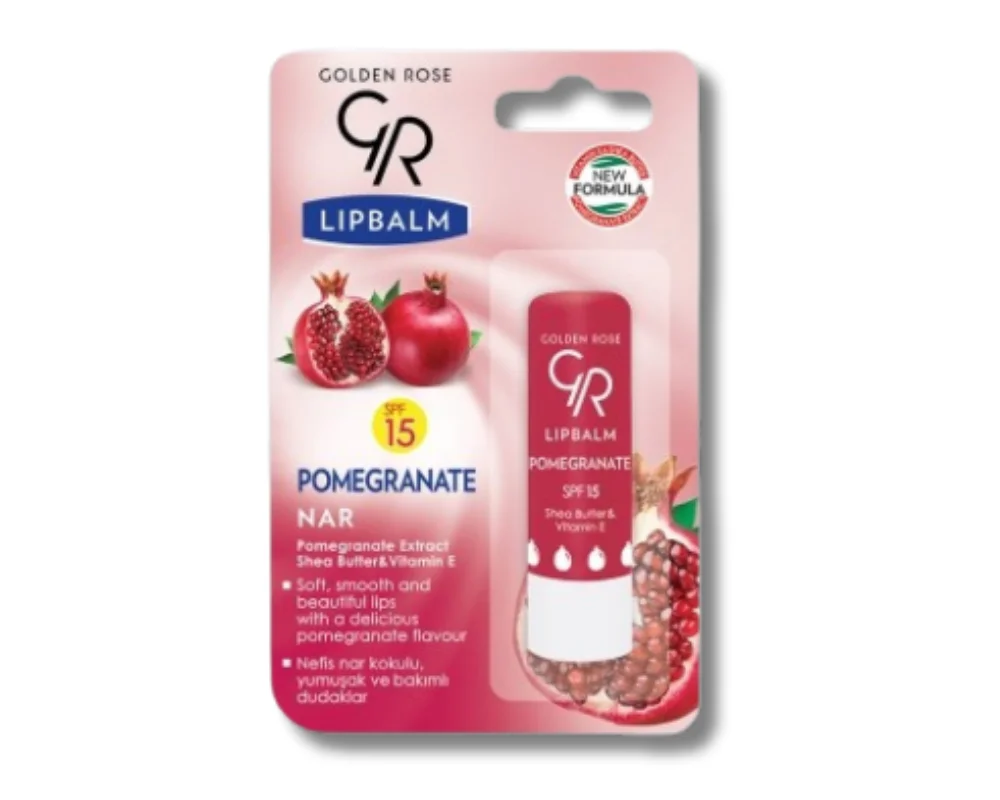 GOLDEN ROSE
GR
LIPBALM
NEW
FORMULA
SPF
15
POMEGRANATE
NAR
Pomegranate Extract
Shea Butter&Vitamin E
Soft, smooth and
beautiful lips
with a delicious
pomegranate flavour
Nefis nar kokulu,
yumuşak ve bakımlı
dudaklar
GOLDEN ROSE
GR
LIPBALM
POMEGRANATE
SPF 15
Shea Butter&
Vitamin E